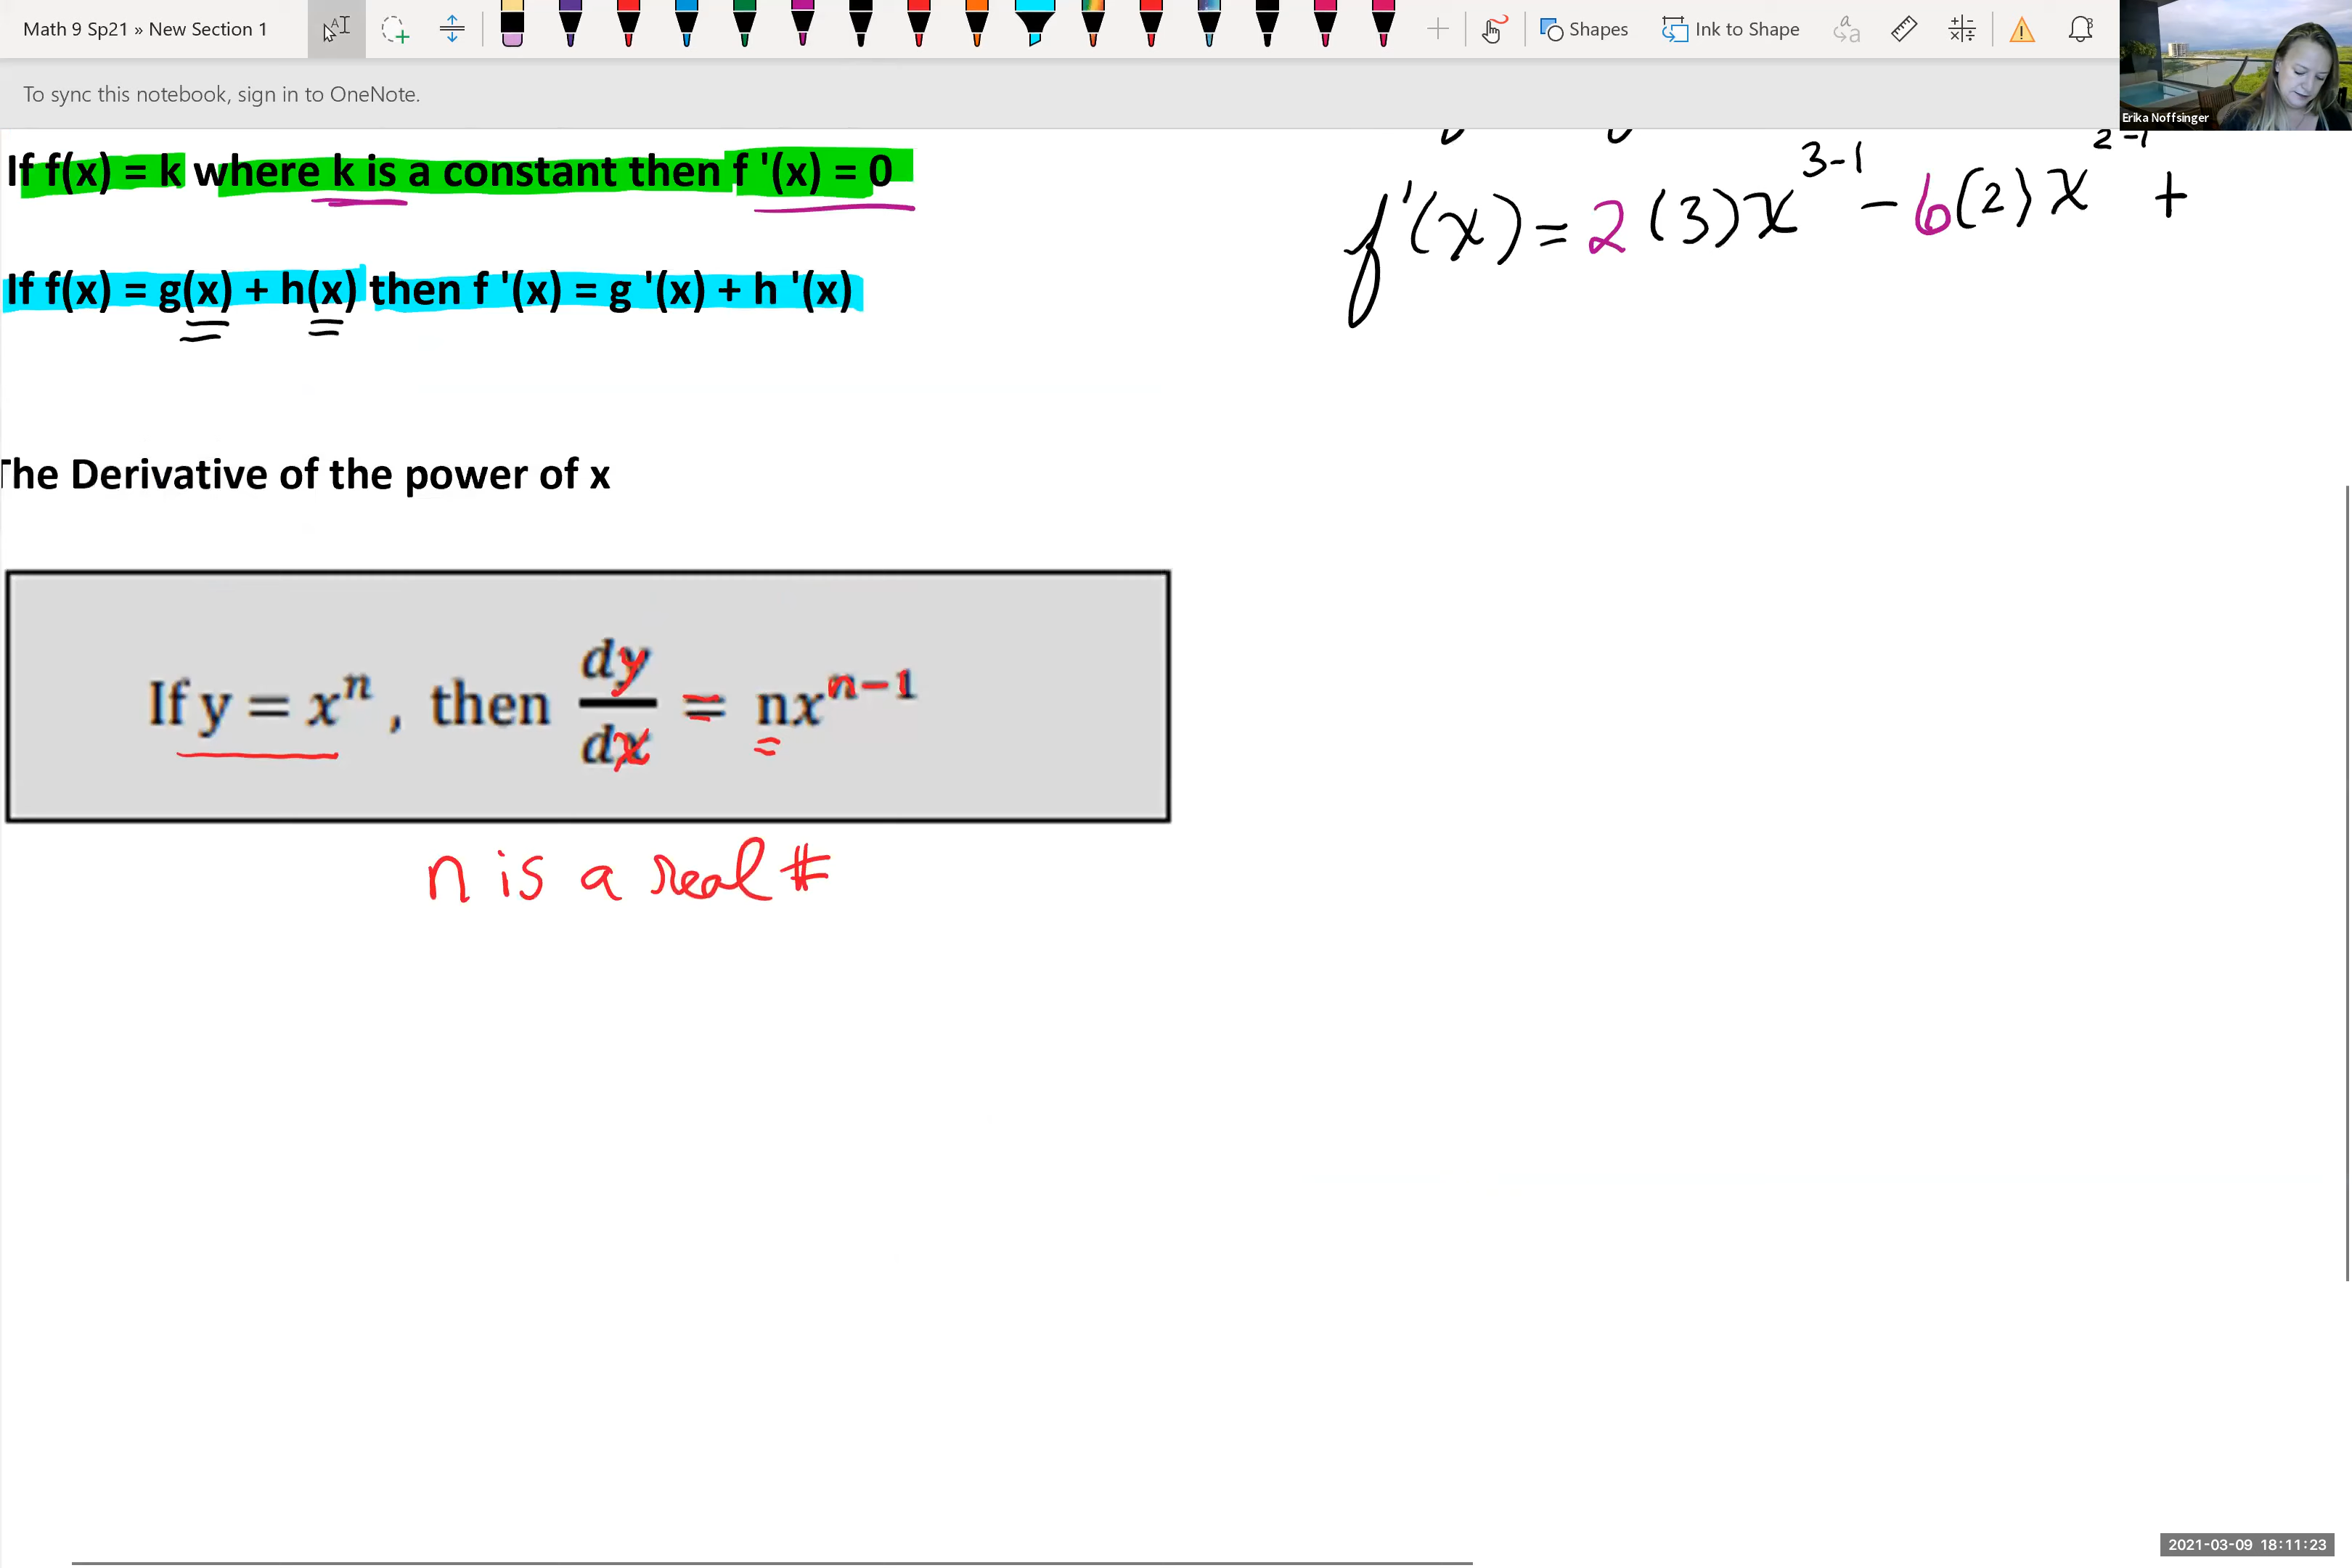 Math 9 Sp21 » New Section 1
Shapes
Ink to Shape
To sync this notebook, sign in to OneNote.
Erika Noffsinger
If f(x) = k where k is a constant then f '(x) = 0
f'(x) = 2(3)x^{3-1} - 6(2)x^{2-1} +
If f(x) = g(x) + h(x) then f '(x) = g '(x) + h '(x)
The Derivative of the power of x
If y = x^n, then dy/dx = nx^{n-1}
n is a real #
2021-03-09 18:11:23